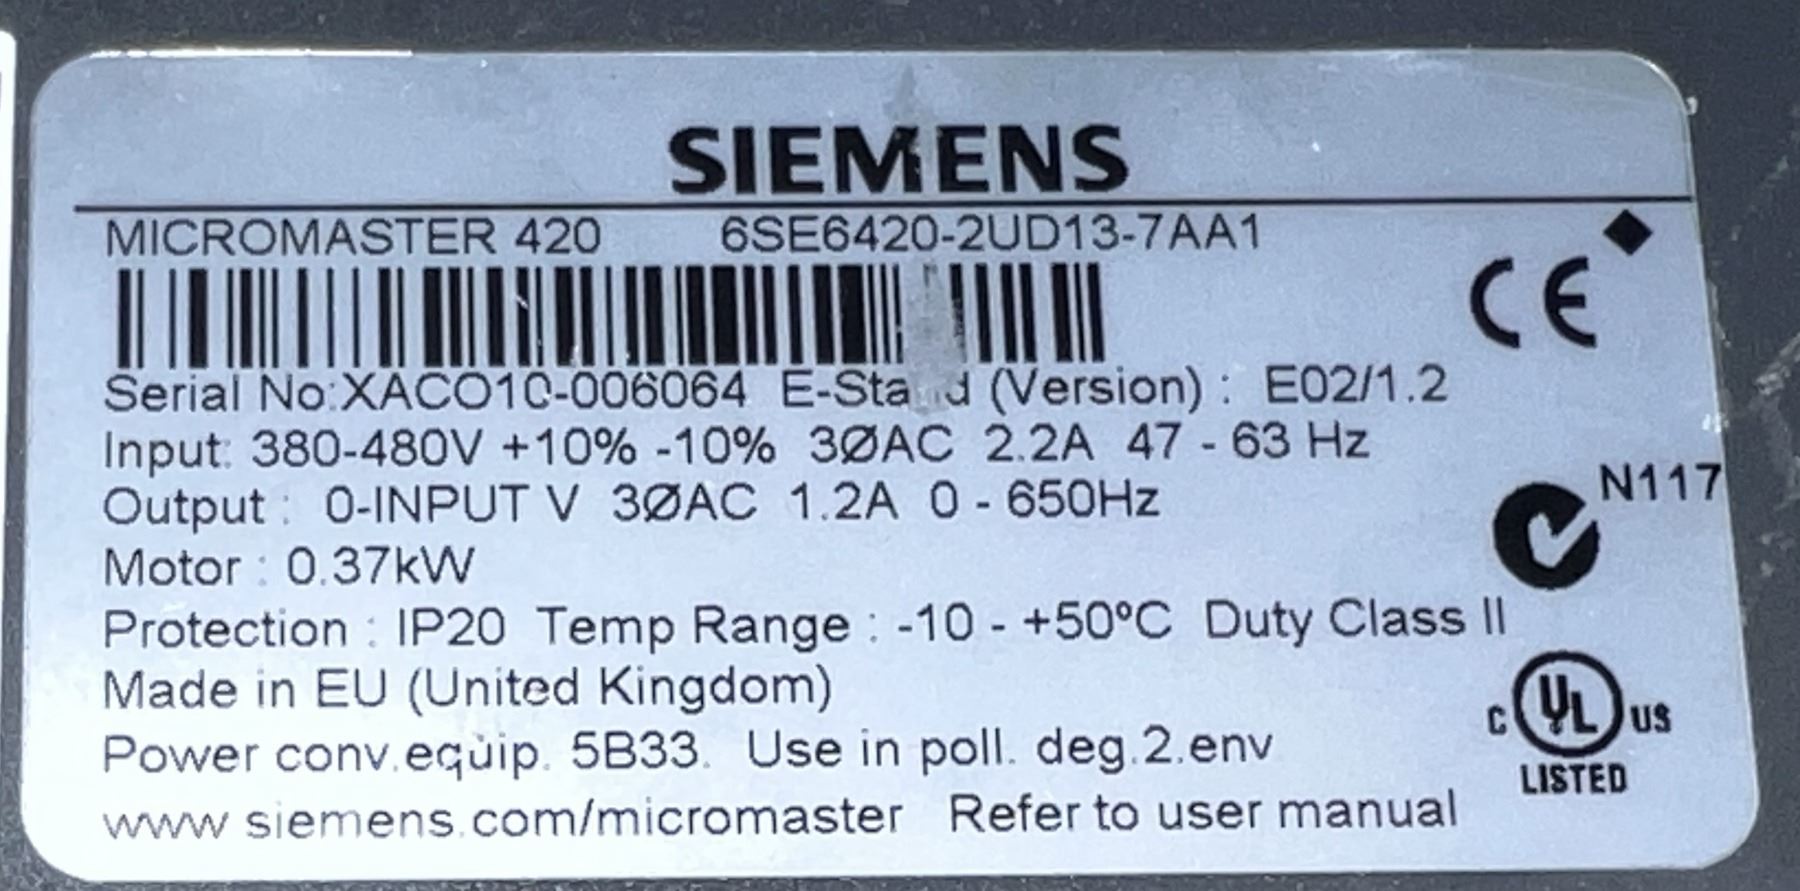 SIEMENS
MICROMASTER 420 6SE6420-2UD13-7AA1
CE
Serial No:XACO10-006064 (Version) : E02/1.2
Input: 380-480V +10% -10% 3ØAC 2.2A 47 - 63 Hz
N117
Output : 0-INPUT V 3ØAC 1.2A 0 - 650Hz
Motor : 0.37kW
Protection : IP20 Temp Range : -10 - +50ºC Duty Class II
Made in EU (United Kingdom)
C UL US
LISTED
Power conv.equip. 5B33. Use in poll. deg.2.env
www.siemens.com/micromaster Refer to user manual